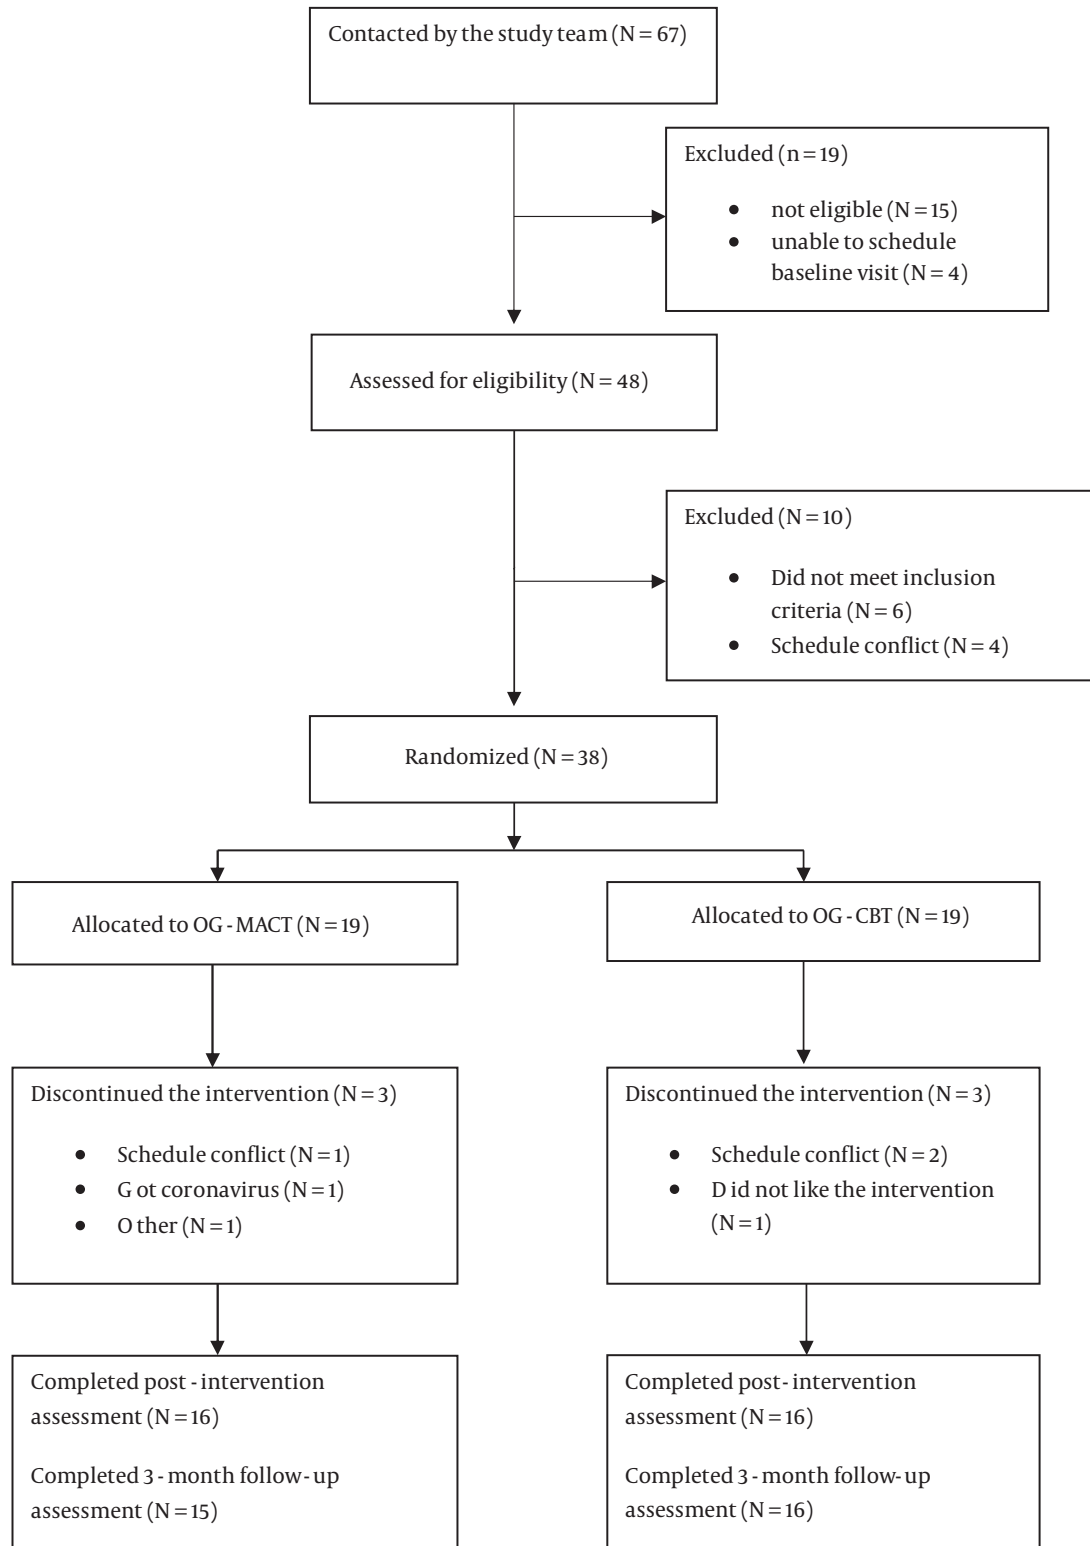 Contacted by the study team (N = 67)
Excluded (n = 19)
• not eligible (N = 15)
• unable to schedule
baseline visit (N = 4)
Assessed for eligibility (N = 48)
Excluded (N = 10)
• Did not meet inclusion
criteria (N = 6)
• Schedule conflict (N = 4)
Randomized (N = 38)
Allocated to OG - MACT (N = 19)
Allocated to OG - CBT (N = 19)
Discontinued the intervention (N = 3)
• Schedule conflict (N = 1)
• G ot coronavirus (N = 1)
• O ther (N = 1)
Discontinued the intervention (N = 3)
• Schedule conflict (N = 2)
• D id not like the intervention
(N = 1)
Completed post - intervention
assessment (N = 16)
Completed 3 - month follow- up
assessment (N = 15)
Completed post- intervention
assessment (N = 16)
Completed 3 - month follow- up
assessment (N = 16)